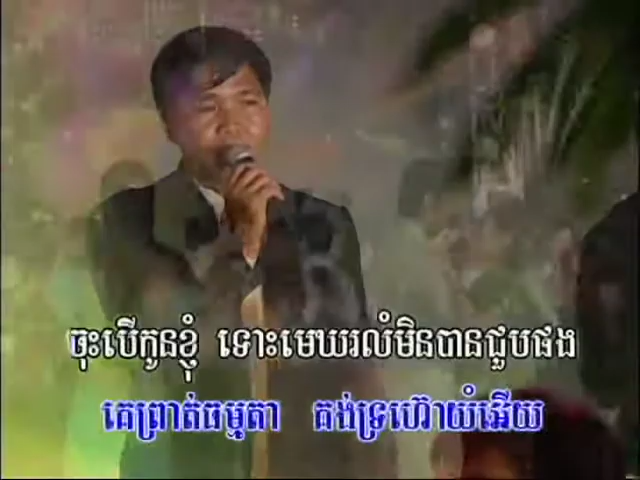 ចុះបើកូនខ្ញុំ ទោះមេឃរលំមិនបានជួបផង
គេព្រាត់ធម្មតា គង់ទ្រហ៊ោយំអើយ